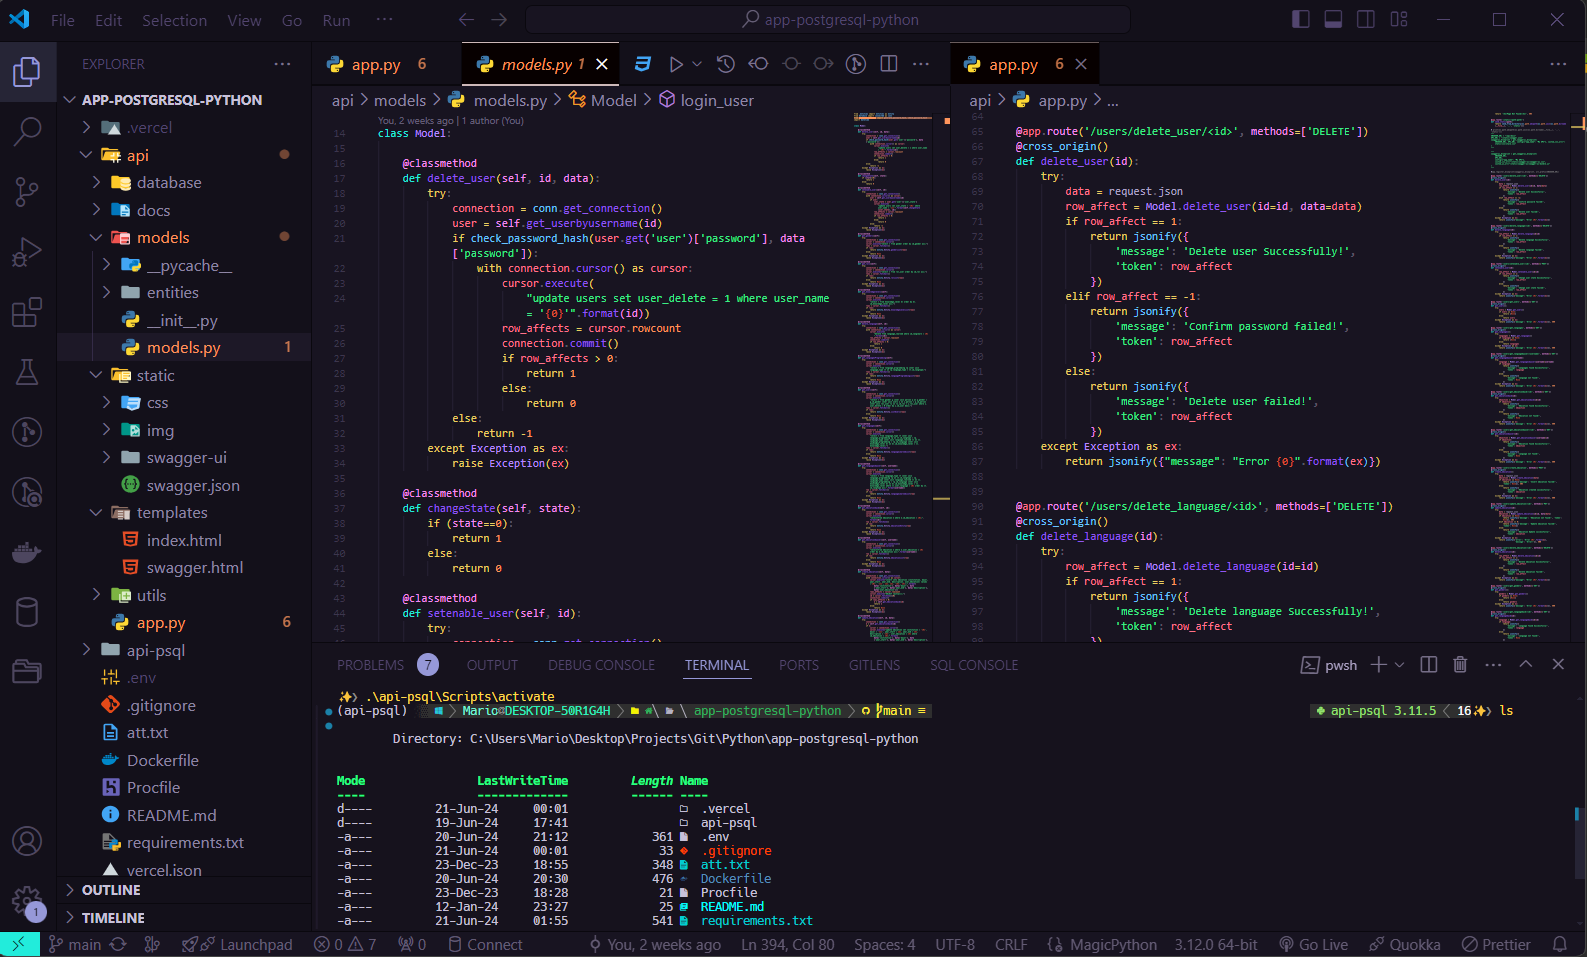 File Edit Selection View Go Run ··· app-postgresql-python
EXPLORER ···
APP-POSTGRESQL-PYTHON
.vercel
api
database
docs
models
__pycache__
entities
__init__.py
models.py 1
static
css
img
swagger-ui
swagger.json
templates
index.html
swagger.html
utils
app.py 6
api-psql
.env
.gitignore
att.txt
Dockerfile
Procfile
README.md
requirements.txt
vercel.json
OUTLINE
TIMELINE
app.py 6 models.py 1
api > models > models.py > Model > login_user
You, 2 weeks ago | 1 author (You)
14 class Model:
15
16 @classmethod
17 def delete_user(self, id, data):
18 try:
19 connection = conn.get_connection()
20 user = self.get_userbyusername(id)
21 if check_password_hash(user.get('user')['password'], data
['password']):
22 with connection.cursor() as cursor:
23 cursor.execute(
24 "update users set user_delete = 1 where user_name
= '{0}'".format(id))
25 row_affects = cursor.rowcount
26 connection.commit()
27 if row_affects > 0:
28 return 1
29 else:
30 return 0
31 else:
32 return -1
33 except Exception as ex:
34 raise Exception(ex)
35
36 @classmethod
37 def changeState(self, state):
38 if (state==0):
39 return 1
40 else:
41 return 0
42
43 @classmethod
44 def setenable_user(self, id):
45 try:
app.py 6
api > app.py > ...
64
65 @app.route('/users/delete_user/<id>', methods=['DELETE'])
66 @cross_origin()
67 def delete_user(id):
68 try:
69 data = request.json
70 row_affect = Model.delete_user(id=id, data=data)
71 if row_affect == 1:
72 return jsonify({
73 'message': 'Delete user Successfully!',
74 'token': row_affect
75 })
76 elif row_affect == -1:
77 return jsonify({
78 'message': 'Confirm password failed!',
79 'token': row_affect
80 })
81 else:
82 return jsonify({
83 'message': 'Delete user failed!',
84 'token': row_affect
85 })
86 except Exception as ex:
87 return jsonify({"message": "Error {0}".format(ex)})
88
89
90 @app.route('/users/delete_language/<id>', methods=['DELETE'])
91 @cross_origin()
92 def delete_language(id):
93 try:
94 row_affect = Model.delete_language(id=id)
95 if row_affect == 1:
96 return jsonify({
97 'message': 'Delete language Successfully!',
98 'token': row_affect
99 })
PROBLEMS 7 OUTPUT DEBUG CONSOLE TERMINAL PORTS GITLENS SQL CONSOLE pwsh
.\api-psql\Scripts\activate
(api-psql) Mario@DESKTOP-50R1G4H \ \ app-postgresql-python main ≡ api-psql 3.11.5 16 ls
Directory: C:\Users\Mario\Desktop\Projects\Git\Python\app-postgresql-python
Mode LastWriteTime Length Name
---- ------------- ------ ----
d---- 21-Jun-24 00:01 .vercel
d---- 19-Jun-24 17:41 api-psql
-a--- 20-Jun-24 21:12 361 .env
-a--- 21-Jun-24 00:01 33 .gitignore
-a--- 23-Dec-23 18:55 348 att.txt
-a--- 20-Jun-24 20:30 476 Dockerfile
-a--- 23-Dec-23 18:28 21 Procfile
-a--- 12-Jan-24 23:27 25 README.md
-a--- 21-Jun-24 01:55 541 requirements.txt
1
main Launchpad 0 7 0 Connect You, 2 weeks ago Ln 394, Col 80 Spaces: 4 UTF-8 CRLF MagicPython 3.12.0 64-bit Go Live Quokka Prettier